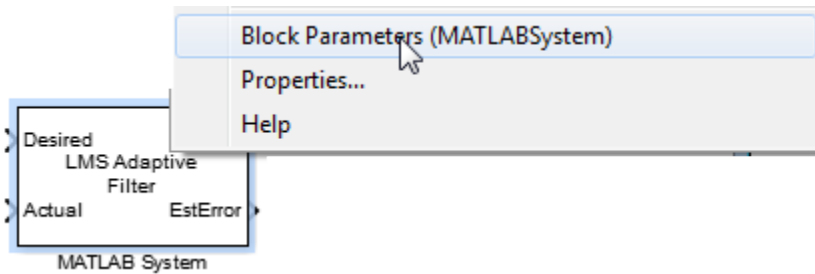 Block Parameters (MATLABSystem)
Properties...
Help
Desired
LMS Adaptive
Filter
Actual EstError
MATLAB System